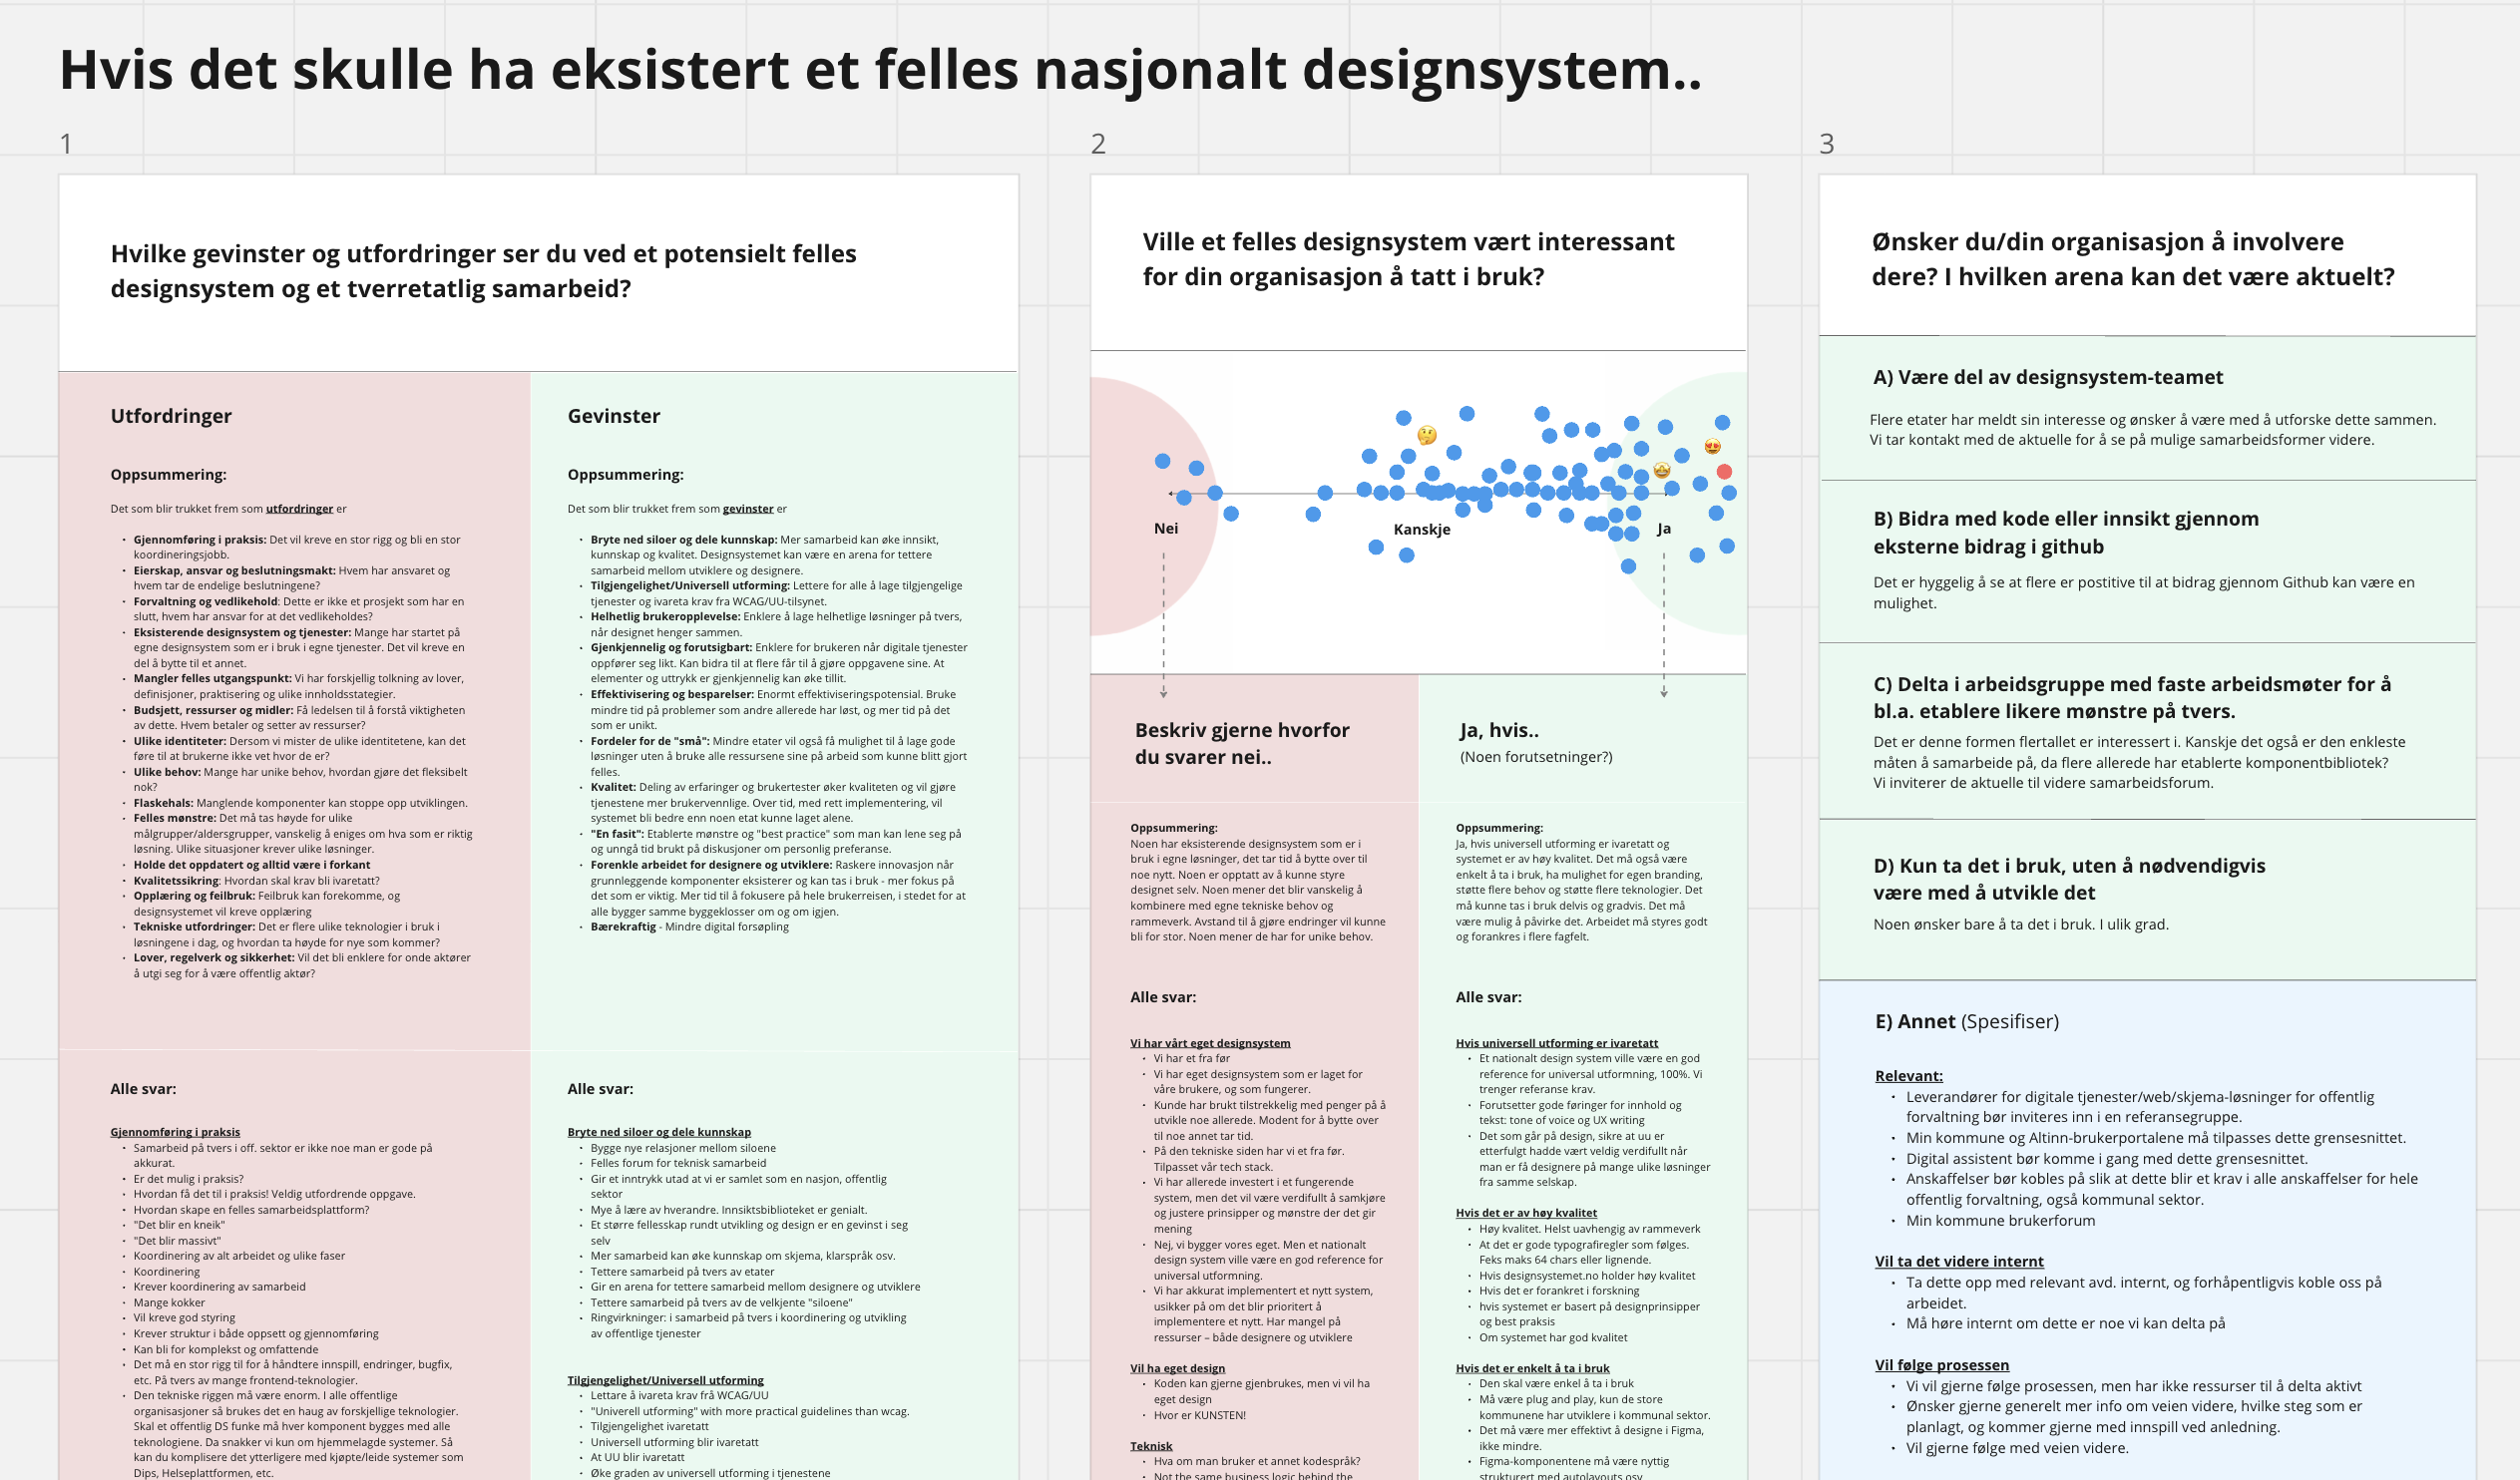 Hvis det skulle ha eksistert et felles nasjonalt designsystem..
1
Hvilke gevinster og utfordringer ser du ved et potensielt felles
designsystem og et tverretatlig samarbeid?
Utfordringer
Oppsummering:
Det som blir trukket frem som utfordringer er
· Gjennomføring i praksis: Det vil kreve en stor rigg og bli en stor
koordineringsjobb.
· Eierskap, ansvar og beslutningsmakt: Hvem har ansvaret og
hvem tar de endelige beslutningene?
· Forvaltning og vedlikehold: Dette er ikke et prosjekt som har en
slutt, hvem har ansvar for at det vedlikeholdes?
· Eksisterende designsystem og tjenester: Mange har startet på
egne designsystem som er i bruk i egne tjenester. Det vil kreve en
del å bytte til et annet.
· Mangler felles utgangspunkt: Vi har forskjellig tolkning av lover,
definisjoner, praktisering og ulike innholdsstategier.
· Budsjett, ressurser og midler: Få ledelsen til å forstå viktigheten
av dette. Hvem betaler og setter av ressurser?
· Ulike identiteter: Dersom vi mister de ulike identitetene, kan det
føre til at brukerne ikke vet hvor de er?
· Ulike behov: Mange har unike behov, hvordan gjøre det fleksibelt
nok?
· Flaskehals: Manglende komponenter kan stoppe opp utviklingen.
· Felles mønstre: Det må tas høyde for ulike
målgrupper/aldersgrupper, vanskelig å eniges om hva som er riktig
løsning. Ulike situasjoner krever ulike løsninger.
· Holde det oppdatert og alltid være i forkant
· Kvalitetssikring: Hvordan skal krav bli ivaretatt?
· Opplæring og feilbruk: Feilbruk kan forekomme, og
designsystemet vil kreve opplæring
· Tekniske utfordringer: Det er flere ulike teknologier i bruk i
løsningene i dag, og hvordan ta høyde for nye som kommer?
· Lover, regelverk og sikkerhet: Vil det bli enklere for onde aktører
å utgi seg for å være offentlig aktør?
Alle svar:
Gjennomføring i praksis
· Samarbeid på tvers i off. sektor er ikke noe man er gode på
akkurat.
· Er det mulig i praksis?
· Hvordan få det til i praksis! Veldig utfordrende oppgave.
· Hvordan skape en felles samarbeidsplattform?
· "Det blir en kneik"
· "Det blir massivt"
· Koordinering av alt arbeidet og ulike faser
· Koordinering
· Krever koordinering av samarbeid
· Mange kokker
· Vil kreve god styring
· Krever struktur i både oppsett og gjennomføring
· Kan bli for komplekst og omfattende
· Det må en stor rigg til for å håndtere innspill, endringer, bugfix,
etc. På tvers av mange frontend-teknologier.
· Den tekniske riggen må være enorm. I alle offentlige
organisasjoner så brukes det en haug av forskjellige teknologier.
Skal et offentlig DS funke må hver komponent bygges med alle
teknologiene. Da snakker vi kun om hjemmelagde systemer. Så
kan du komplisere det ytterligere med kjøpte/leide systemer som
Dips, Helseplattformen, etc.
Gevinster
Oppsummering:
Det som blir trukket frem som gevinster er
· Bryte ned siloer og dele kunnskap: Mer samarbeid kan øke innsikt,
kunnskap og kvalitet. Designsystemet kan være en arena for tettere
samarbeid mellom utviklere og designere.
· Tilgjengelighet/Universell utforming: Lettere for alle å lage tilgjengelige
tjenester og ivareta krav fra WCAG/UU-tilsynet.
· Helhetlig brukeropplevelse: Enklere å lage helhetlige løsninger på tvers,
når designet henger sammen.
· Gjenkjennelig og forutsigbart: Enklere for brukeren når digitale tjenester
oppfører seg likt. Kan bidra til at flere får til å gjøre oppgavene sine. At
elementer og uttrykk er gjenkjennelig kan øke tillit.
· Effektivisering og besparelser: Enormt effektiviseringspotensial. Bruke
mindre tid på problemer som andre allerede har løst, og mer tid på det
som er unikt.
· Fordeler for de "små": Mindre etater vil også få mulighet til å lage gode
løsninger uten å bruke alle ressursene sine på arbeid som kunne blitt gjort
felles.
· Kvalitet: Deling av erfaringer og brukertester øker kvaliteten og vil gjøre
tjenestene mer brukervennlige. Over tid, med rett implementering, vil
systemet bli bedre enn noen etat kunne laget alene.
· "En fasit": Etablerte mønstre og "best practice" som man kan lene seg på
og unngå tid brukt på diskusjoner om personlig preferanse.
· Forenkle arbeidet for designere og utviklere: Raskere innovasjon når
grunnleggende komponenter eksisterer og kan tas i bruk - mer fokus på
det som er viktig. Mer tid til å fokusere på hele brukerreisen, i stedet for at
alle bygger samme byggeklosser om og om igjen.
· Bærekraftig - Mindre digital forsøpling
Alle svar:
Bryte ned siloer og dele kunnskap
· Bygge nye relasjoner mellom siloene
· Felles forum for teknisk samarbeid
· Gir et inntrykk utad at vi er samlet som en nasjon, offentlig
sektor
· Mye å lære av hverandre. Innsiktsbiblioteket er genialt.
· Et større fellesskap rundt utvikling og design er en gevinst i seg
selv
· Mer samarbeid kan øke kunnskap om skjema, klarspråk osv.
· Tettere samarbeid på tvers av etater
· Gir en arena for tettere samarbeid mellom designere og utviklere
· Tettere samarbeid på tvers av de velkjente "siloene"
· Ringvirkninger: i samarbeid på tvers i koordinering og utvikling
av offentlige tjenester
Tilgjengelighet/Universell utforming
· Lettare å ivareta krav frå WCAG/UU
· "Univerell utforming" with more practical guidelines than wcag.
· Tilgjengelighet ivaretatt
· Universell utforming blir ivaretatt
· At UU blir ivaretatt
· Øke graden av universell utforming i tjenestene
2
Ville et felles designsystem vært interessant
for din organisasjon å tatt i bruk?
Nei
Kanskje
Ja
Beskriv gjerne hvorfor
du svarer nei..
Oppsummering:
Noen har eksisterende designsystem som er i
bruk i egne løsninger, det tar tid å bytte over til
noe nytt. Noen er opptatt av å kunne styre
designet selv. Noen mener det blir vanskelig å
kombinere med egne tekniske behov og
rammeverk. Avstand til å gjøre endringer vil kunne
bli for stor. Noen mener de har for unike behov.
Alle svar:
Vi har vårt eget designsystem
· Vi har et fra før
· Vi har eget designsystem som er laget for
våre brukere, og som fungerer.
· Kunde har brukt tilstrekkelig med penger på å
utvikle noe allerede. Modent for å bytte over
til noe annet tar tid.
· På den tekniske siden har vi et fra før.
Tilpasset vår tech stack.
· Vi har allerede investert i et fungerende
system, men det vil være verdifullt å samkjøre
og justere prinsipper og mønstre der det gir
mening
· Nej, vi bygger vores eget. Men et nationalt
design system ville være en god reference for
universal utformning.
· Vi har akkurat implementert et nytt system,
usikker på om det blir prioritert å
implementere et nytt. Har mangel på
ressurser – både designere og utviklere
Vil ha eget design
· Koden kan gjerne gjenbrukes, men vi vil ha
eget design
· Hvor er KUNSTEN!
Teknisk
· Hva om man bruker et annet kodespråk?
· Not the same business logic behind the
Ja, hvis..
(Noen forutsetninger?)
Oppsummering:
Ja, hvis universell utforming er ivaretatt og
systemet er av høy kvalitet. Det må også være
enkelt å ta i bruk, ha mulighet for egen branding,
støtte flere behov og støtte flere teknologier. Det
må kunne tas i bruk delvis og gradvis. Det må
være mulig å påvirke det. Arbeidet må styres godt
og forankres i flere fagfelt.
Alle svar:
Hvis universell utforming er ivaretatt
· Et nationalt design system ville være en god
reference for universal utformning, 100%. Vi
trenger referanse krav.
· Forutsetter gode føringer for innhold og
tekst: tone of voice og UX writing
· Det som går på design, sikre at uu er
etterfulgt hadde vært veldig verdifullt når
man er få designere på mange ulike løsninger
fra samme selskap.
Hvis det er av høy kvalitet
· Høy kvalitet. Helst uavhengig av rammeverk
· At det er gode typografiregler som følges.
Feks maks 64 chars eller lignende.
· Hvis designsystemet.no holder høy kvalitet
· Hvis det er forankret i forskning
· hvis systemet er basert på designprinsipper
og best praksis
· Om systemet har god kvalitet
Hvis det er enkelt å ta i bruk
· Den skal være enkel å ta i bruk
· Må være plug and play, kun de store
kommunene har utviklere i kommunal sektor.
· Det må være mer effektivt å designe i Figma,
ikke mindre.
· Figma-komponentene må være nyttig
strukturert med autolayouts osv
3
Ønsker du/din organisasjon å involvere
dere? I hvilken arena kan det være aktuelt?
A) Være del av designsystem-teamet
Flere etater har meldt sin interesse og ønsker å være med å utforske dette sammen.
Vi tar kontakt med de aktuelle for å se på mulige samarbeidsformer videre.
B) Bidra med kode eller innsikt gjennom
eksterne bidrag i github
Det er hyggelig å se at flere er postitive til at bidrag gjennom Github kan være en
mulighet.
C) Delta i arbeidsgruppe med faste arbeidsmøter for å
bl.a. etablere likere mønstre på tvers.
Det er denne formen flertallet er interessert i. Kanskje det også er den enkleste
måten å samarbeide på, da flere allerede har etablerte komponentbibliotek?
Vi inviterer de aktuelle til videre samarbeidsforum.
D) Kun ta det i bruk, uten å nødvendigvis
være med å utvikle det
Noen ønsker bare å ta det i bruk. I ulik grad.
E) Annet (Spesifiser)
Relevant:
· Leverandører for digitale tjenester/web/skjema-løsninger for offentlig
forvaltning bør inviteres inn i en referansegruppe.
· Min kommune og Altinn-brukerportalene må tilpasses dette grensesnittet.
· Digital assistent bør komme i gang med dette grensesnittet.
· Anskaffelser bør kobles på slik at dette blir et krav i alle anskaffelser for hele
offentlig forvaltning, også kommunal sektor.
· Min kommune brukerforum
Vil ta det videre internt
· Ta dette opp med relevant avd. internt, og forhåpentligvis koble oss på
arbeidet.
· Må høre internt om dette er noe vi kan delta på
Vil følge prosessen
· Vi vil gjerne følge prosessen, men har ikke ressurser til å delta aktivt
· Ønsker gjerne generelt mer info om veien videre, hvilke steg som er
planlagt, og kommer gjerne med innspill ved anledning.
· Vil gjerne følge med veien videre.